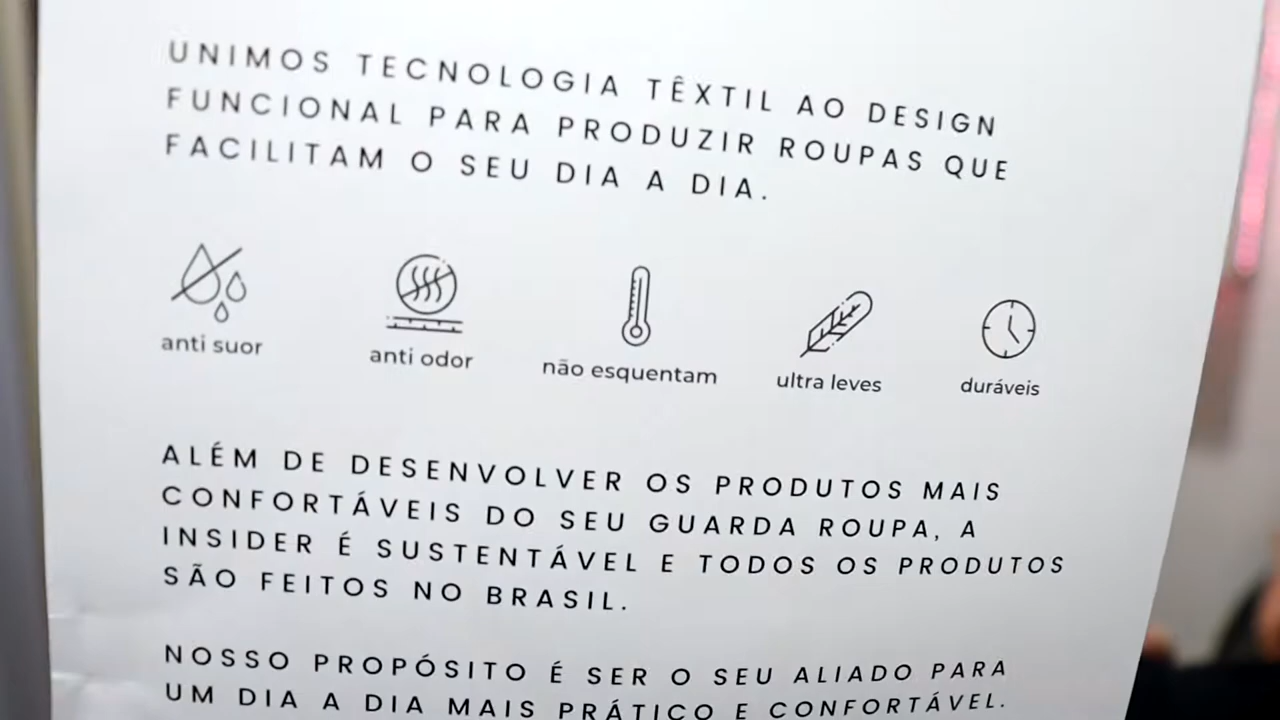 UNIMOS TECNOLOGIA TÊXTIL AO DESIGN
FUNCIONAL PARA PRODUZIR ROUPAS QUE
FACILITAM O SEU DIA A DIA.
anti suor
anti odor
não esquentam
ultra leves
duráveis
ALÉM DE DESENVOLVER OS PRODUTOS MAIS
CONFORTÁVEIS DO SEU GUARDA ROUPA, A
INSIDER É SUSTENTÁVEL E TODOS OS PRODUTOS
SÃO FEITOS NO BRASIL.
NOSSO PROPÓSITO É SER O SEU ALIADO PARA
UM DIA A DIA MAIS PRÁTICO E CONFORTÁVEL.